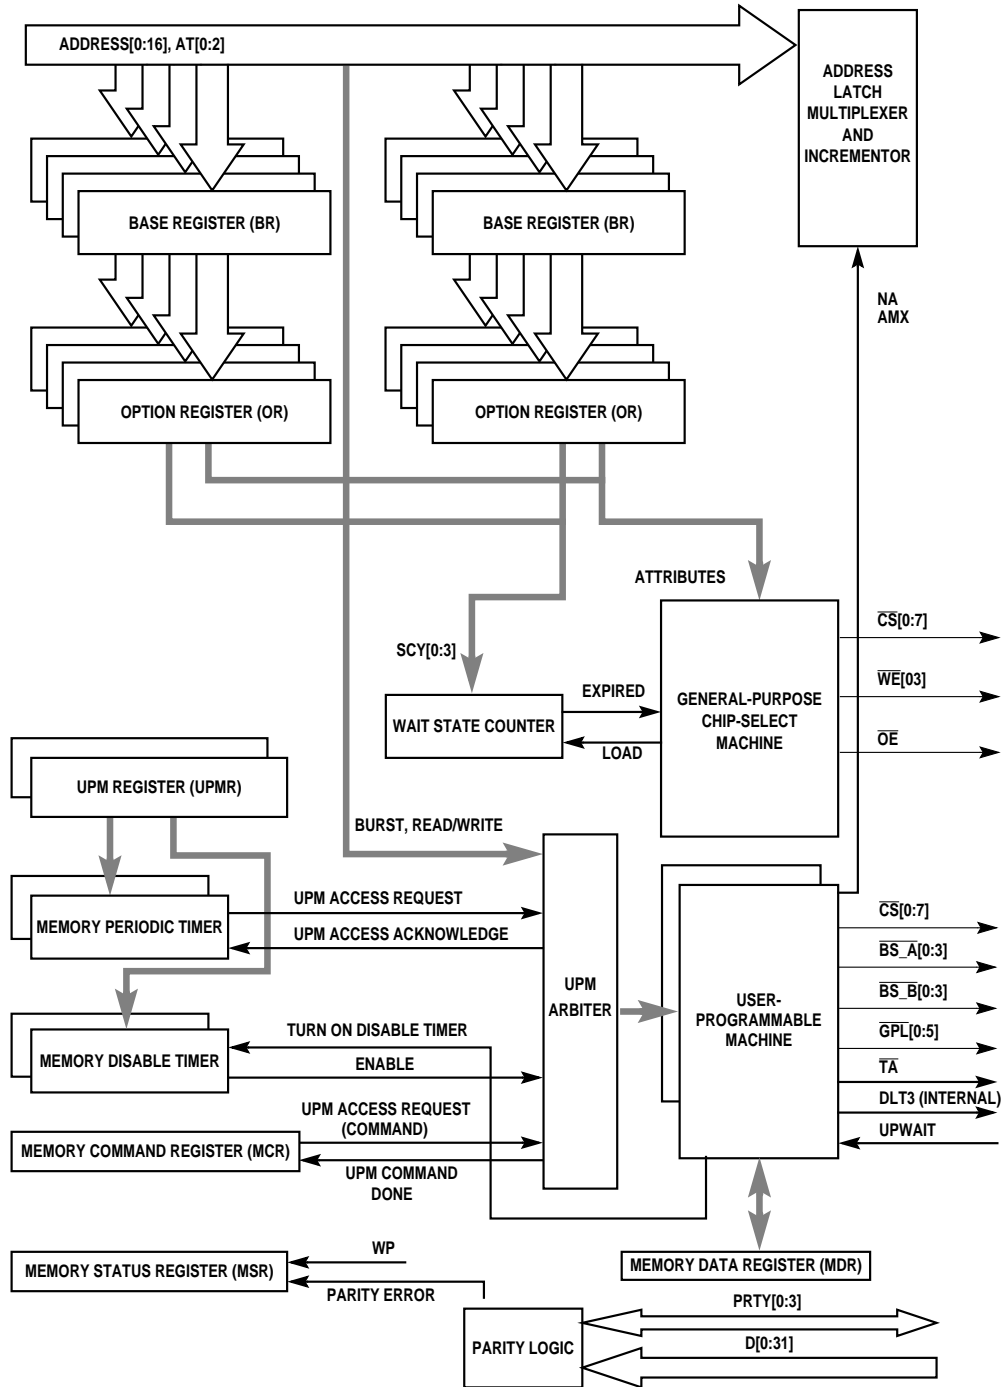 ADDRESS[0:16], AT[0:2]
ADDRESS
LATCH
MULTIPLEXER
AND
INCREMENTOR
BASE REGISTER (BR)
BASE REGISTER (BR)
NA
AMX
OPTION REGISTER (OR)
OPTION REGISTER (OR)
ATTRIBUTES
SCY[0:3]
CS[0:7]
EXPIRED
WE[03]
GENERAL-PURPOSE
CHIP-SELECT
MACHINE
WAIT STATE COUNTER
LOAD
OE
UPM REGISTER (UPMR)
BURST, READ/WRITE
UPM ACCESS REQUEST
MEMORY PERIODIC TIMER
UPM ACCESS ACKNOWLEDGE
CS[0:7]
BS_A[0:3]
UPM
ARBITER
USER-
PROGRAMMABLE
MACHINE
BS_B[0:3]
TURN ON DISABLE TIMER
GPL[0:5]
MEMORY DISABLE TIMER
ENABLE
TA
DLT3 (INTERNAL)
UPM ACCESS REQUEST
(COMMAND)
UPWAIT
MEMORY COMMAND REGISTER (MCR)
UPM COMMAND
DONE
WP
MEMORY STATUS REGISTER (MSR)
MEMORY DATA REGISTER (MDR)
PARITY ERROR
PRTY[0:3]
PARITY LOGIC
D[0:31]